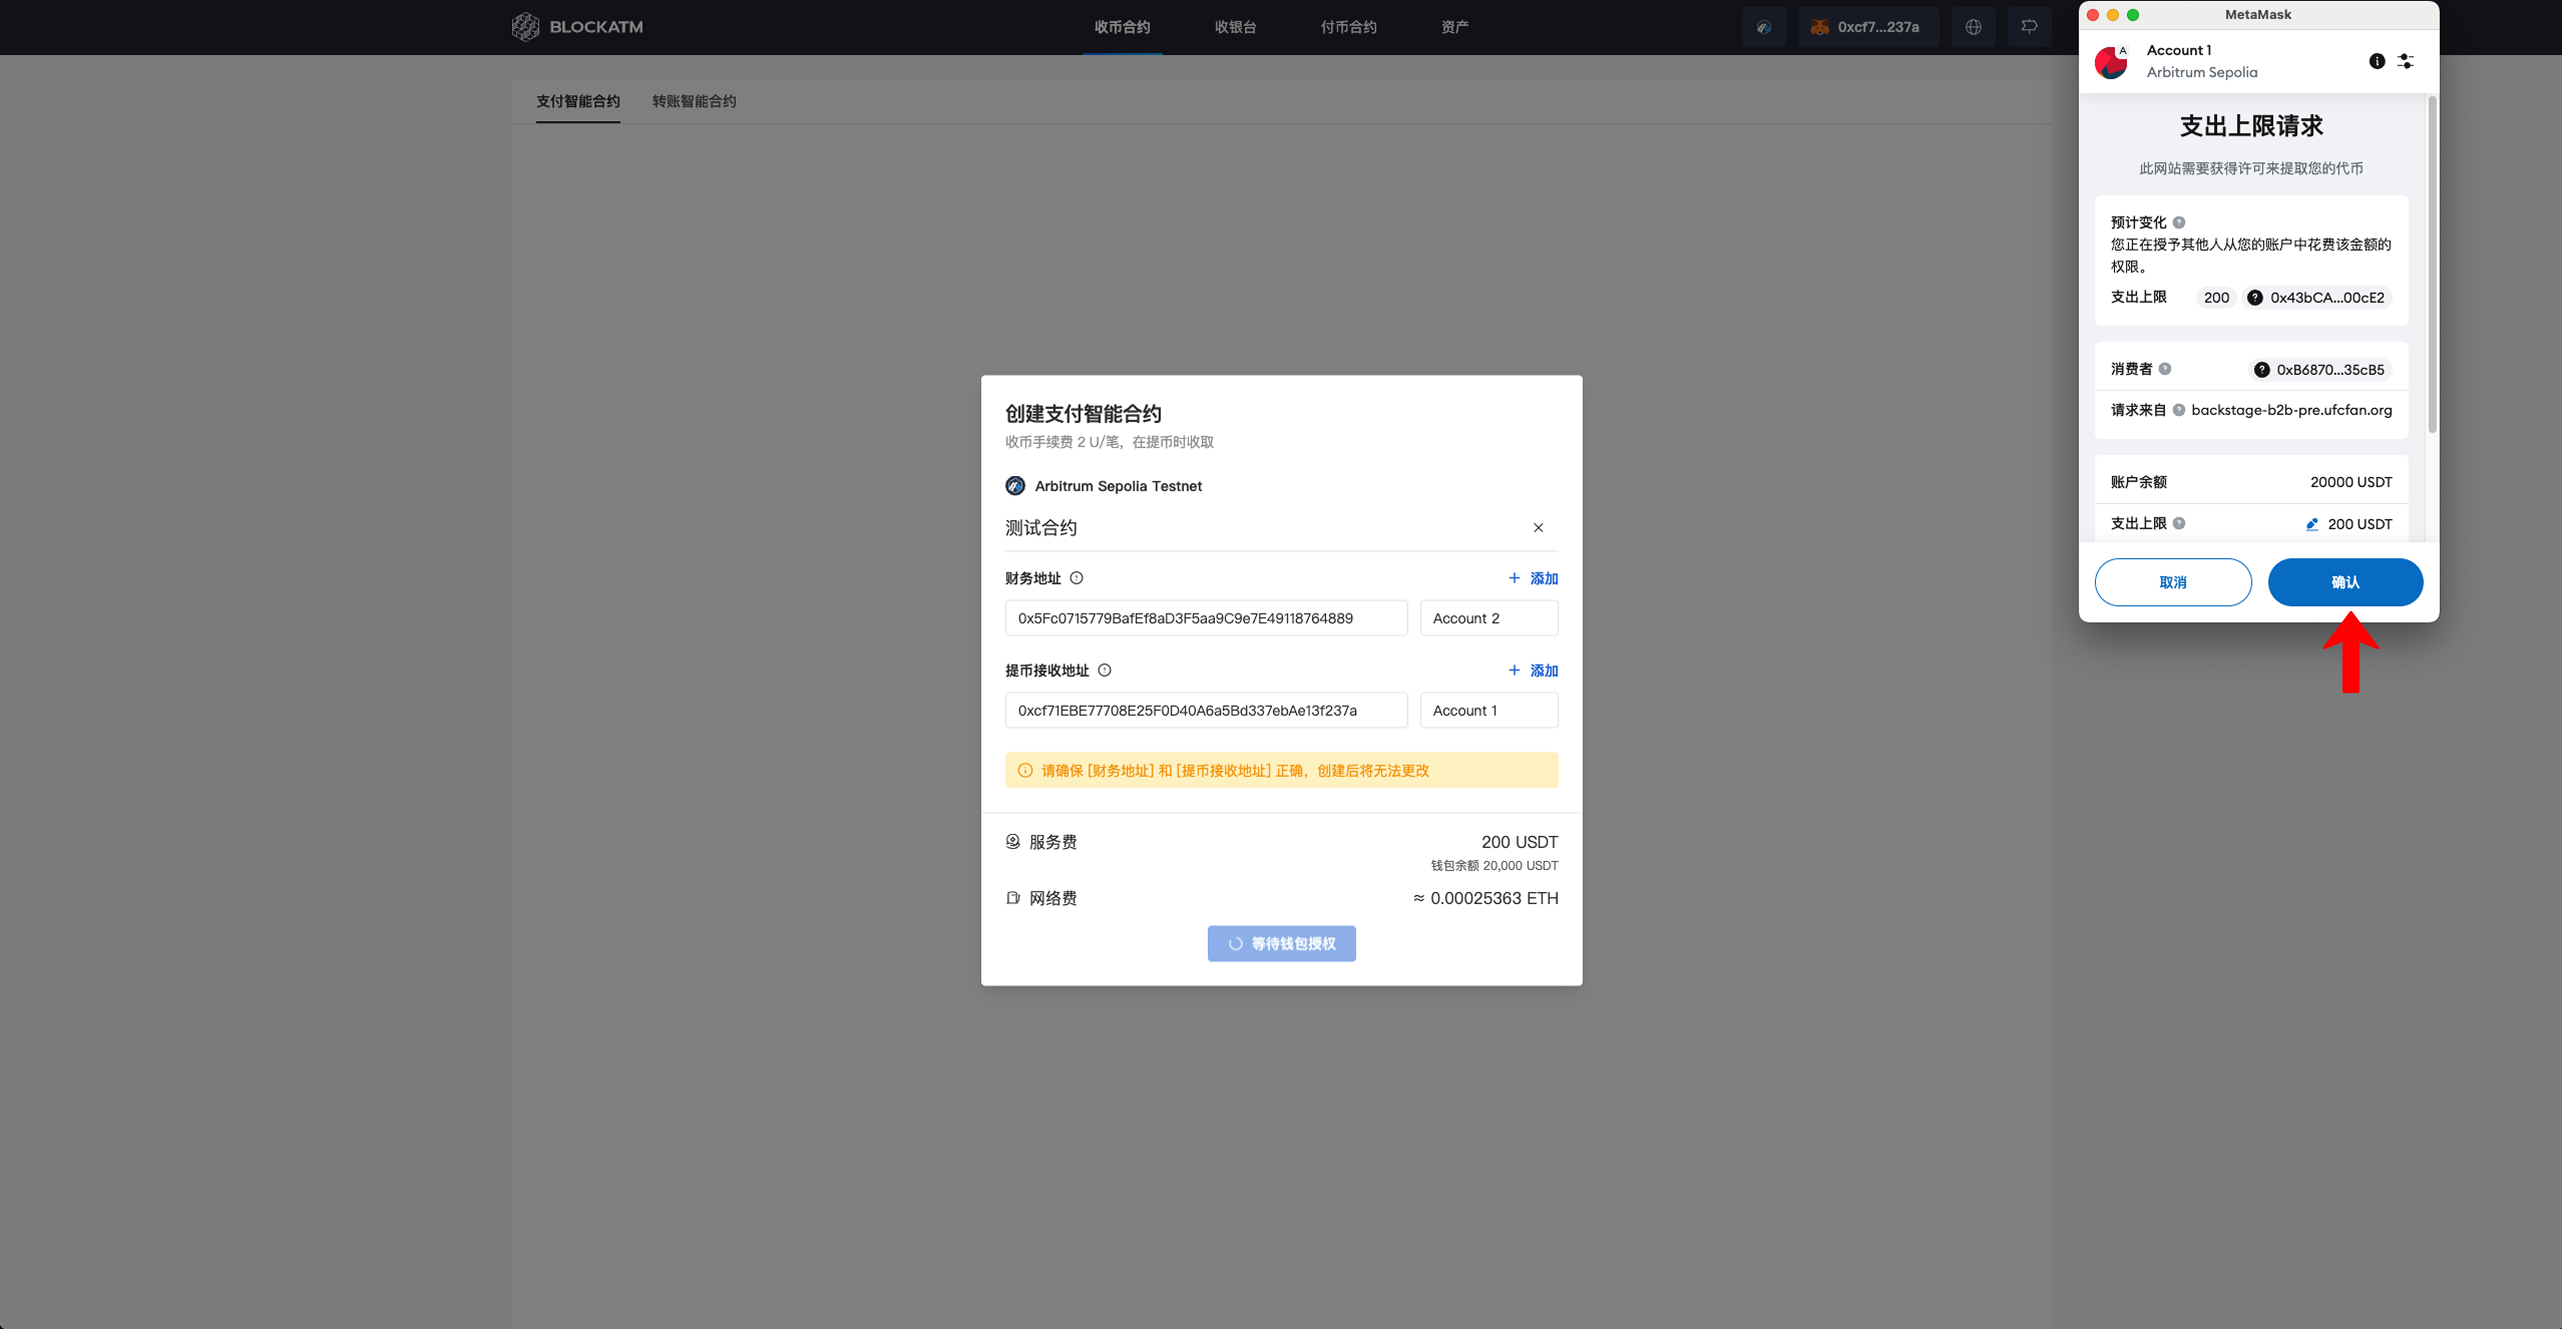 BLOCKATM
收币合约
收银台
付币合约
资产
0xcf7...237a
支付智能合约
转账智能合约
创建支付智能合约
收币手续费 2 U/笔，在提币时收取
Arbitrum Sepolia Testnet
测试合约
财务地址
添加
0x5Fc0715779BafEf8aD3F5aa9C9e7E49118764889
Account 2
提币接收地址
添加
0xcf71EBE77708E25F0D40A6a5Bd337ebAe13f237a
Account 1
请确保 [财务地址] 和 [提币接收地址] 正确，创建后将无法更改
服务费
200 USDT
钱包余额 20,000 USDT
网络费
≈ 0.00025363 ETH
等待钱包授权
MetaMask
A
Account 1
Arbitrum Sepolia
支出上限请求
此网站需要获得许可来提取您的代币
预计变化
您正在授予其他人从您的账户中花费该金额的
权限。
支出上限
200
0x43bCA...00cE2
消费者
0xB6870...35cB5
请求来自
backstage-b2b-pre.ufcfan.org
账户余额
20000 USDT
支出上限
200 USDT
取消
确认